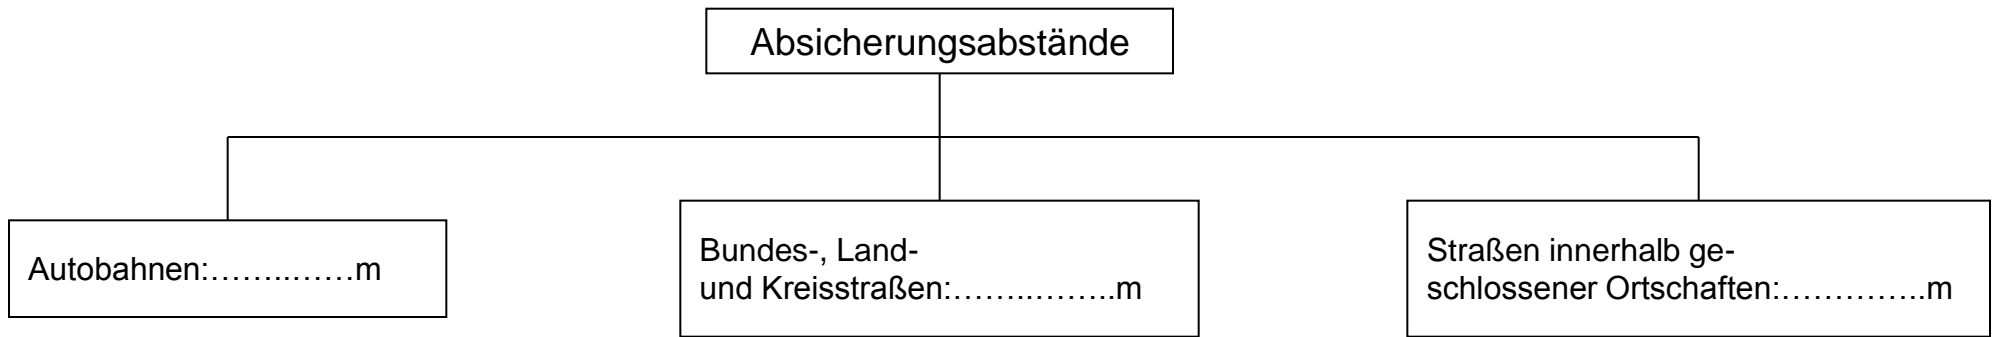 Absicherungsabstände
Autobahnen:……..……m
Bundes-, Land-
und Kreisstraßen:……..……..m
Straßen innerhalb ge-
schlossener Ortschaften:…………..m